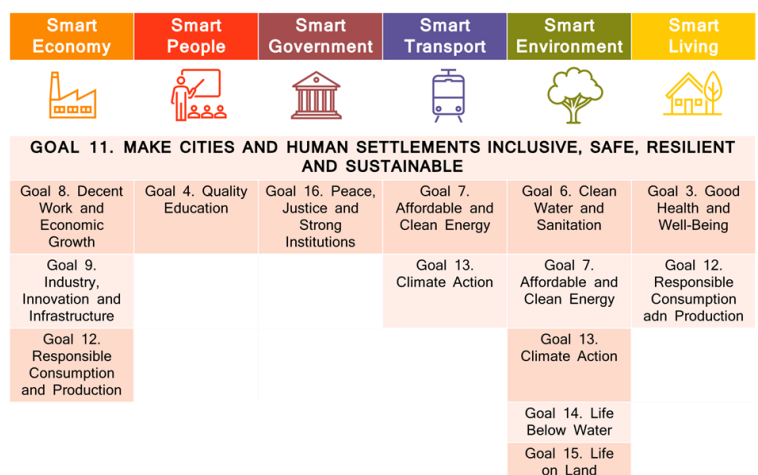 Smart Economy
Smart People
Smart Government
Smart Transport
Smart Environment
Smart Living
GOAL 11. MAKE CITIES AND HUMAN SETTLEMENTS INCLUSIVE, SAFE, RESILIENT
AND SUSTAINABLE
Goal 8. Decent
Work and
Economic
Growth
Goal 4. Quality
Education
Goal 16. Peace,
Justice and
Strong
Institutions
Goal 7.
Affordable and
Clean Energy
Goal 6. Clean
Water and
Sanitation
Goal 3. Good
Health and
Well-Being
Goal 9.
Industry,
Innovation and
Infrastructure
Goal 13.
Climate Action
Goal 7.
Affordable and
Clean Energy
Goal 12.
Responsible
Consumption
adn Production
Goal 12.
Responsible
Consumption
and Production
Goal 13.
Climate Action
Goal 14. Life
Below Water
Goal 15. Life
on Land